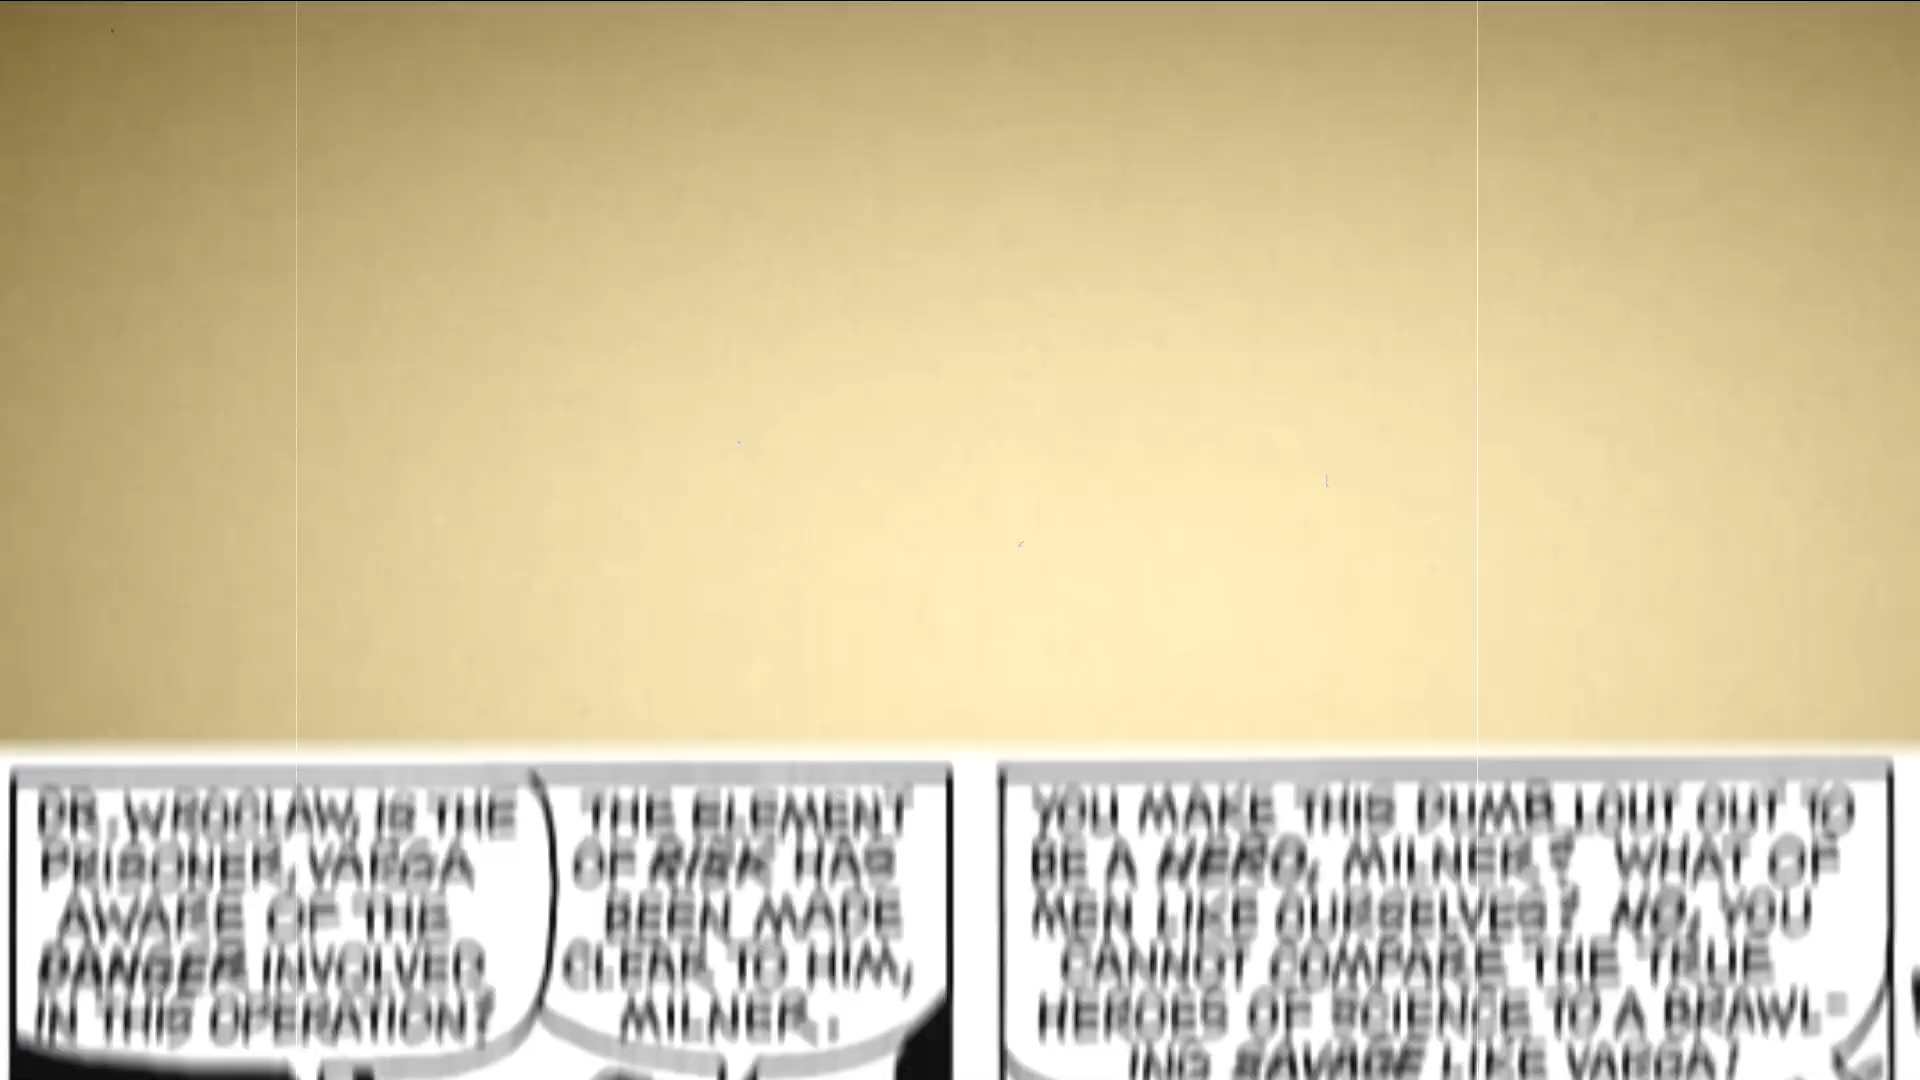 DR. WROCLAW, IS THE
PRISONER, VARGA
AWARE OF THE
DANGER INVOLVED
IN THIS OPERATION?
THE ELEMENT
OF RISK HAS
BEEN MADE
CLEAR TO HIM,
MILNER.
YOU MAKE THIS DUMB LOUT OUT TO
BE A HERO, MILNER? WHAT OF
MEN LIKE OURSELVES? NO, YOU
CANNOT COMPARE THE TRUE
HEROES OF SCIENCE TO A BRAWL-
ING SAVAGE LIKE VARGA!